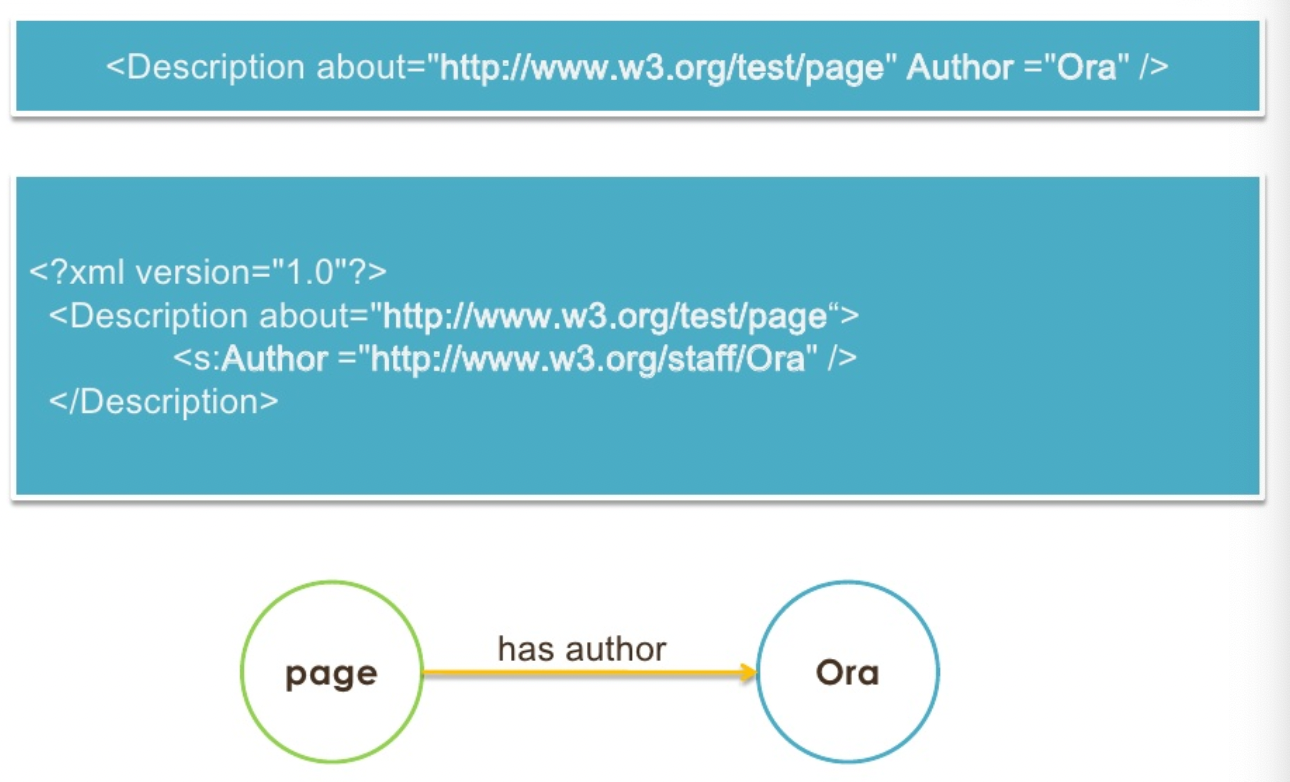 <Description about="http://www.w3.org/test/page" Author ="Ora" />
<?xml version="1.0"?>
<Description about="http://www.w3.org/test/page“>
<s:Author ="http://www.w3.org/staff/Ora" />
</Description>
has author
page
Ora